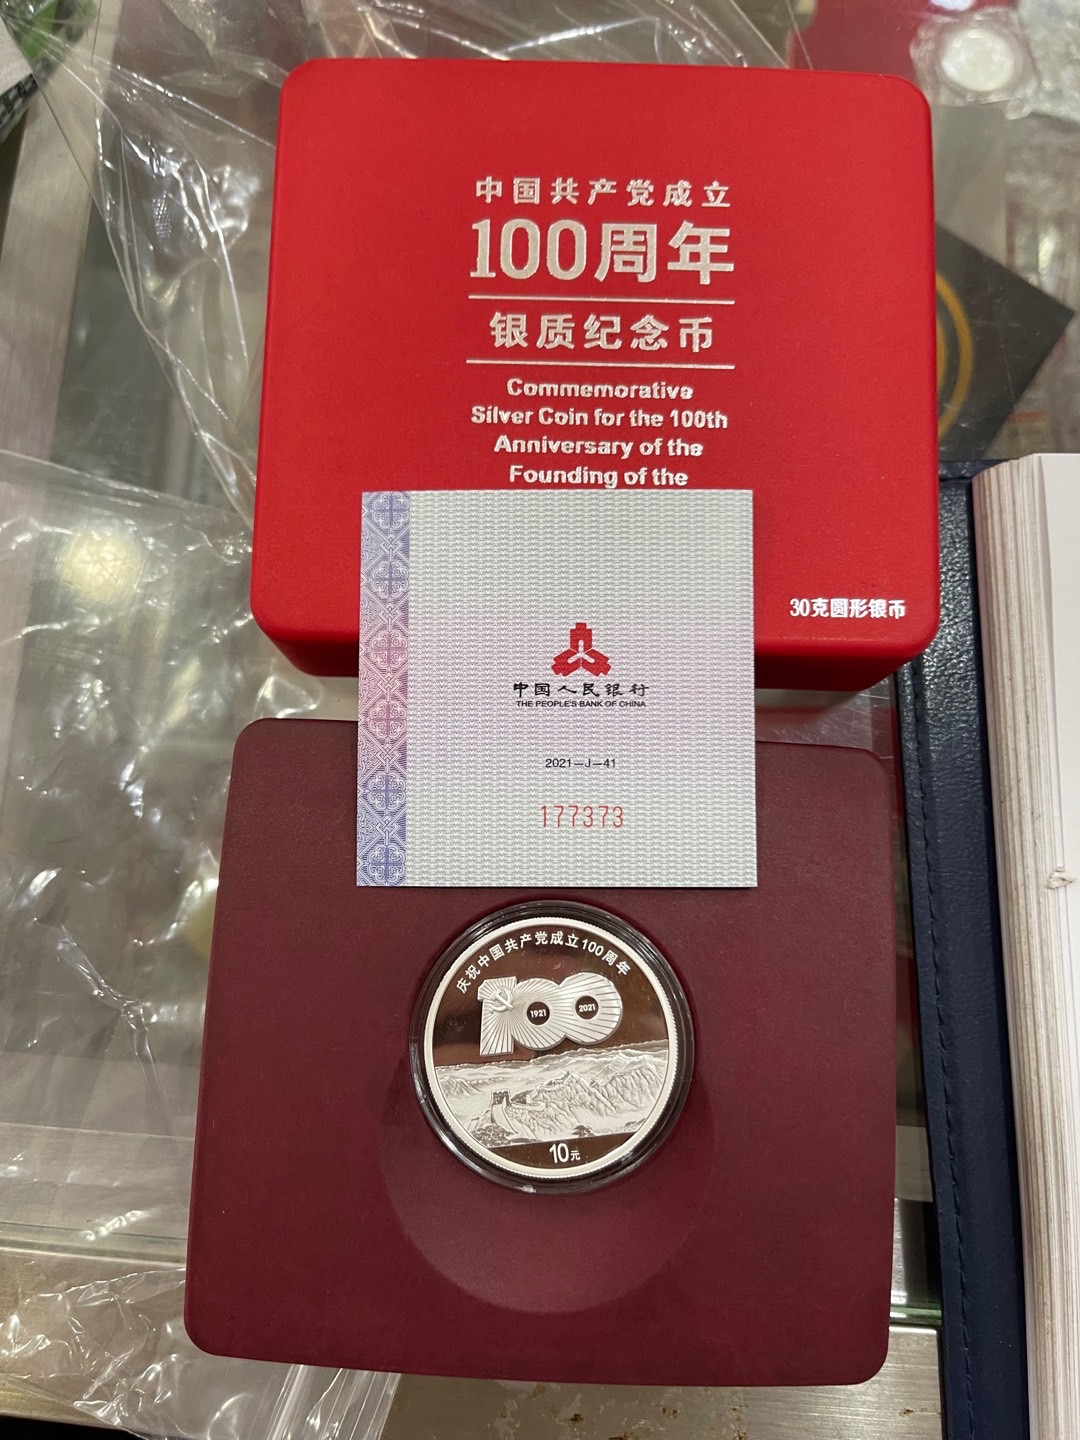 中国共产党成立
100周年
银质纪念币
Commemorative
Silver Coin for the 100th
Anniversary of the
Founding of the
30克圆形银币
中国人民银行
THE PEOPLE'S BANK OF CHINA
2021-J-41
177373
庆祝中国共产党成立100周年
100
1921 2021
10元